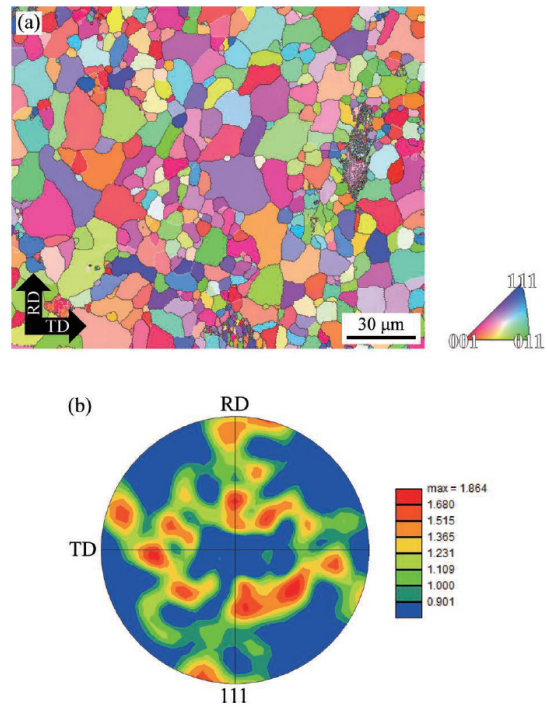 (a)
RD
TD
30 μm
111
001
011
(b)
RD
TD
111
max = 1.864
1.680
1.515
1.365
1.231
1.109
1.000
0.901